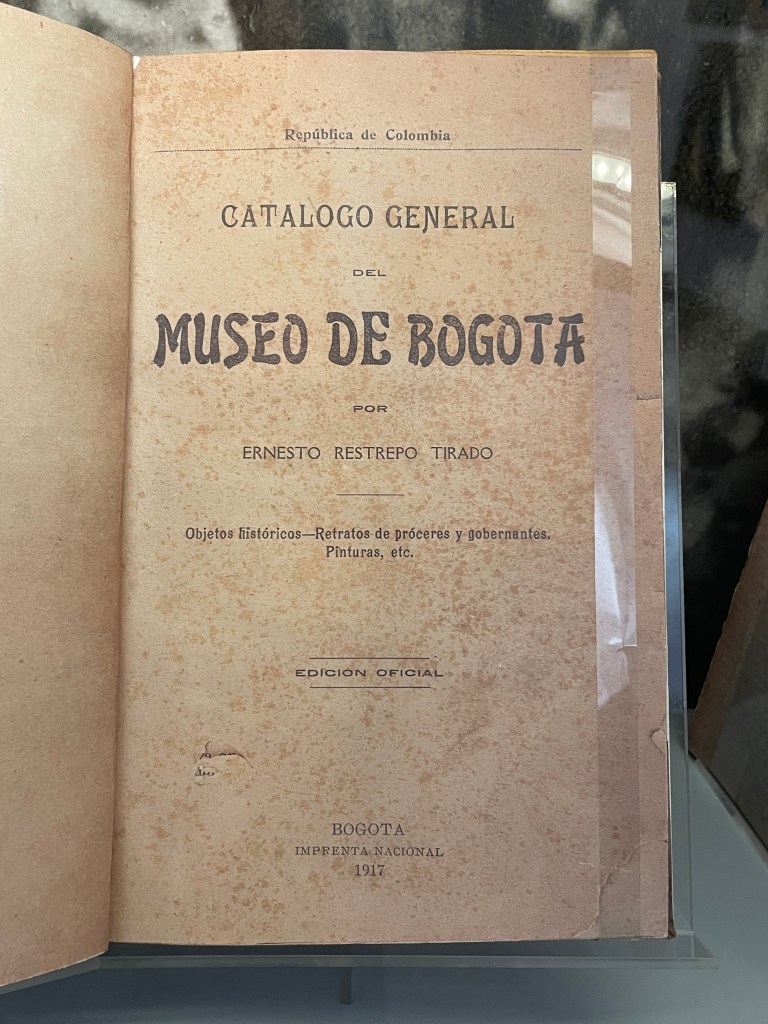 República de Colombia
CATALOGO GENERAL
DEL
MUSEO DE BOGOTA
POR
ERNESTO RESTREPO TIRADO
Objetos históricos—Retratos de próceres y gobernantes.
Pinturas, etc.
EDICION OFICIAL
BOGOTA
IMPRENTA NACIONAL
1917